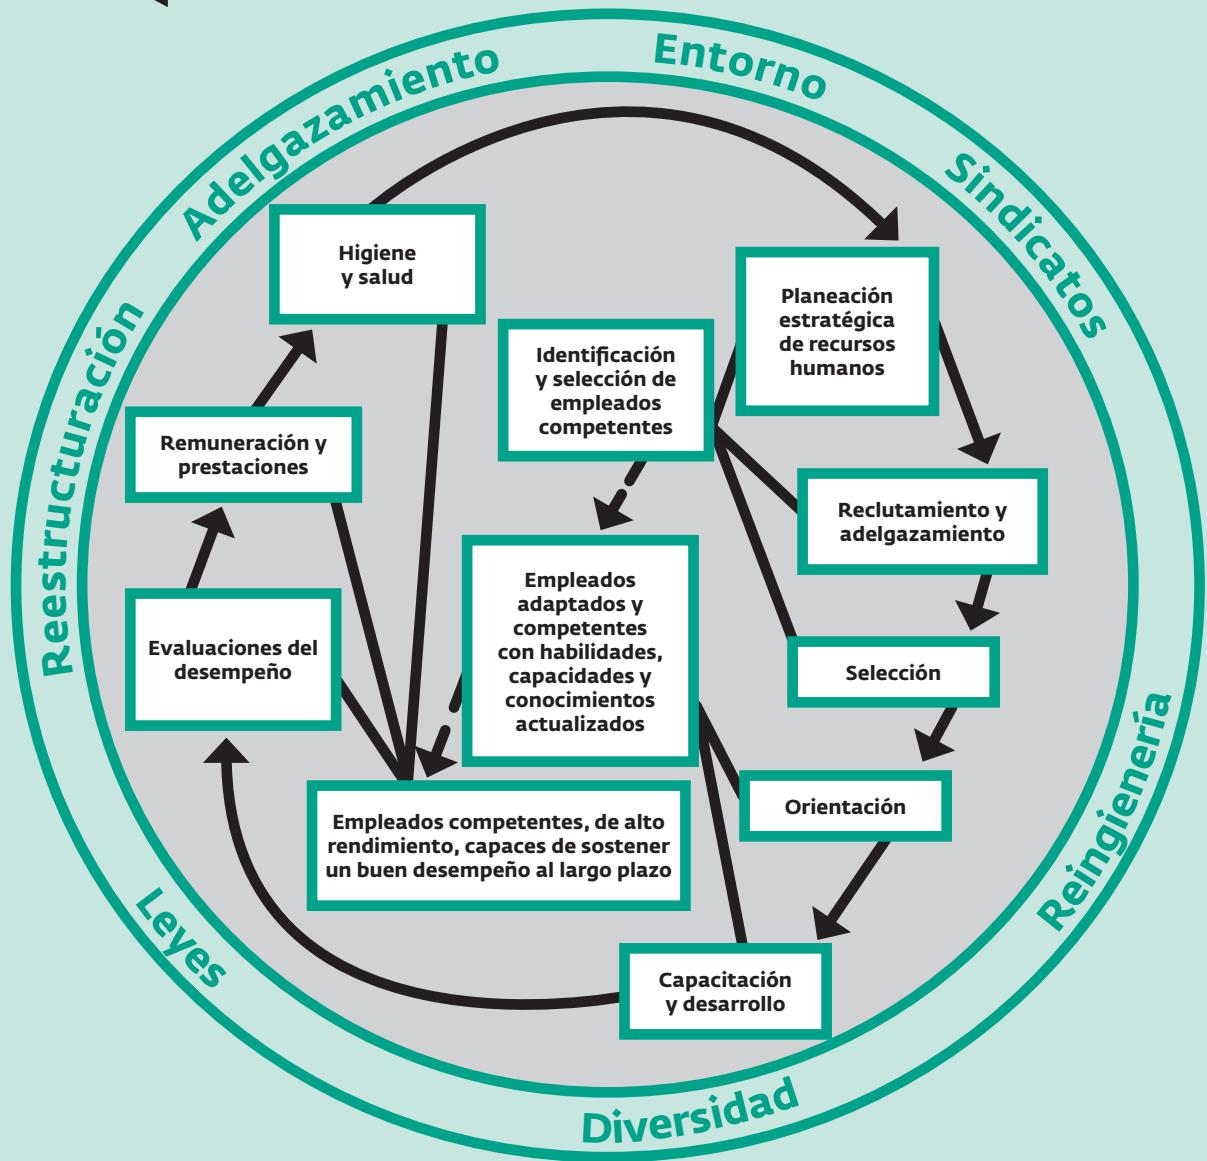 Adelgazamiento
Entorno
Sindicatos
Reestructuración
Reingienería
Leyes
Diversidad
Higiene
y salud
Planeación
estratégica
de recursos
humanos
Identificación
y selección de
empleados
competentes
Remuneración y
prestaciones
Reclutamiento y
adelgazamiento
Empleados
adaptados y
competentes
con habilidades,
capacidades y
conocimientos
actualizados
Evaluaciones del
desempeño
Selección
Orientación
Empleados competentes, de alto
rendimiento, capaces de sostener
un buen desempeño al largo plazo
Capacitación
y desarrollo